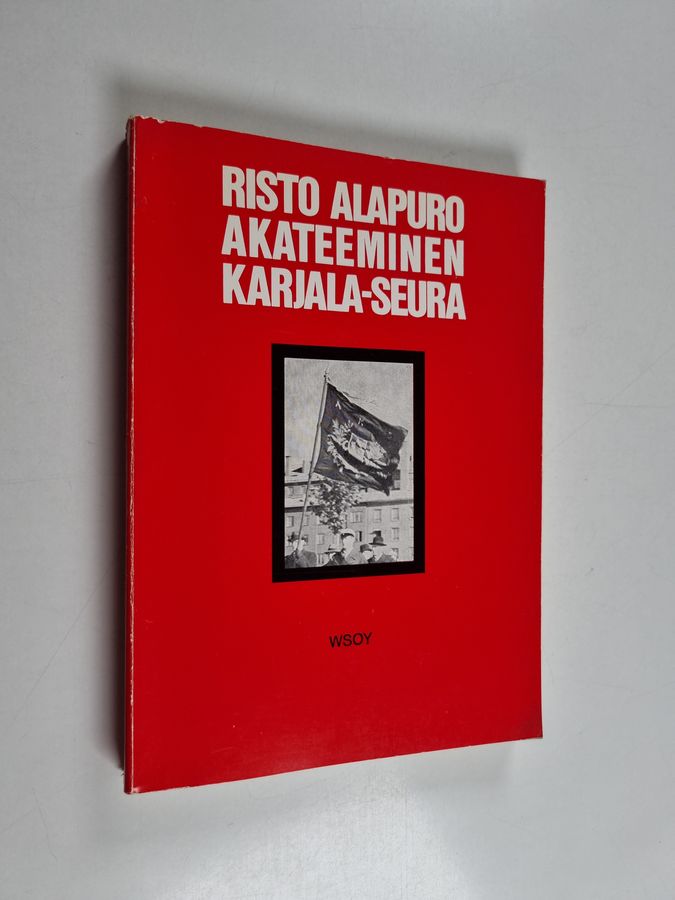 RISTO ALAPURO
AKATEEMINEN
KARJALA-SEURA
WSOY